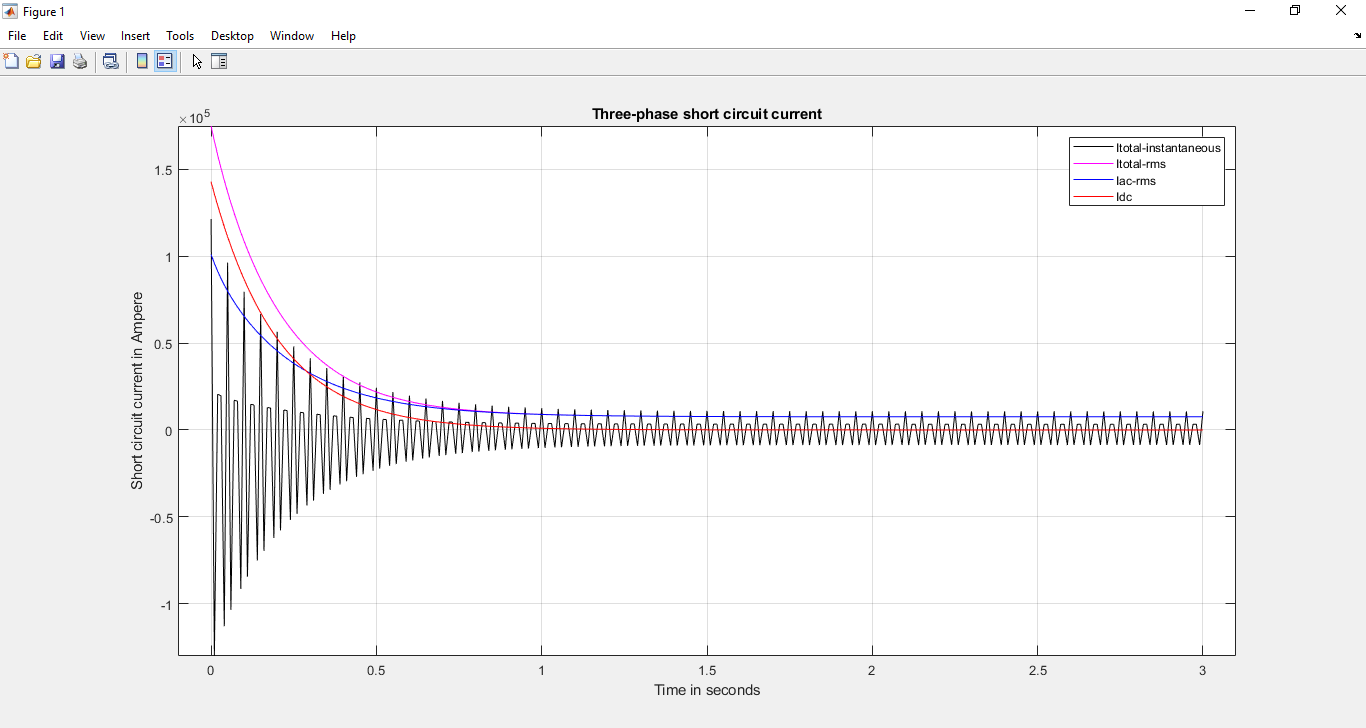 Figure 1
File Edit View Insert Tools Desktop Window Help
Three-phase short circuit current
×10^5
Itotal-instantaneous
Itotal-rms
Iac-rms
Idc
1.5
1
0.5
0
-0.5
-1
Short circuit current in Ampere
0 0.5 1 1.5 2 2.5 3
Time in seconds